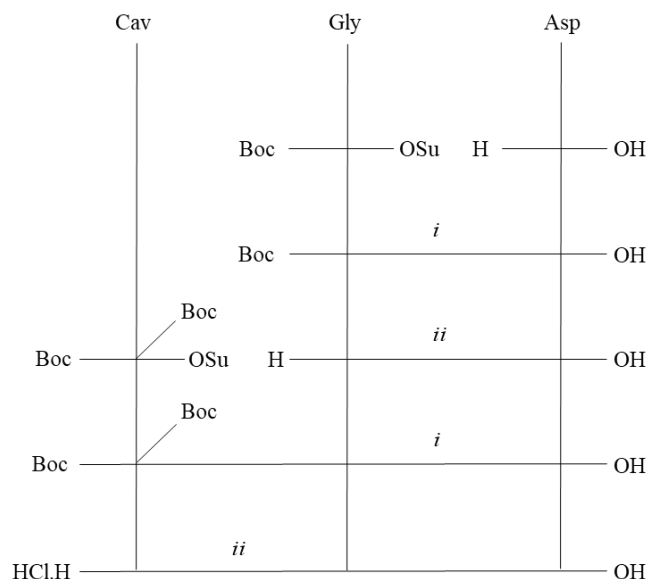 Cav Gly Asp
Boc OSu H OH
i
Boc OH
Boc
ii
Boc OSu H OH
Boc
i
Boc OH
ii
HCl.H OH